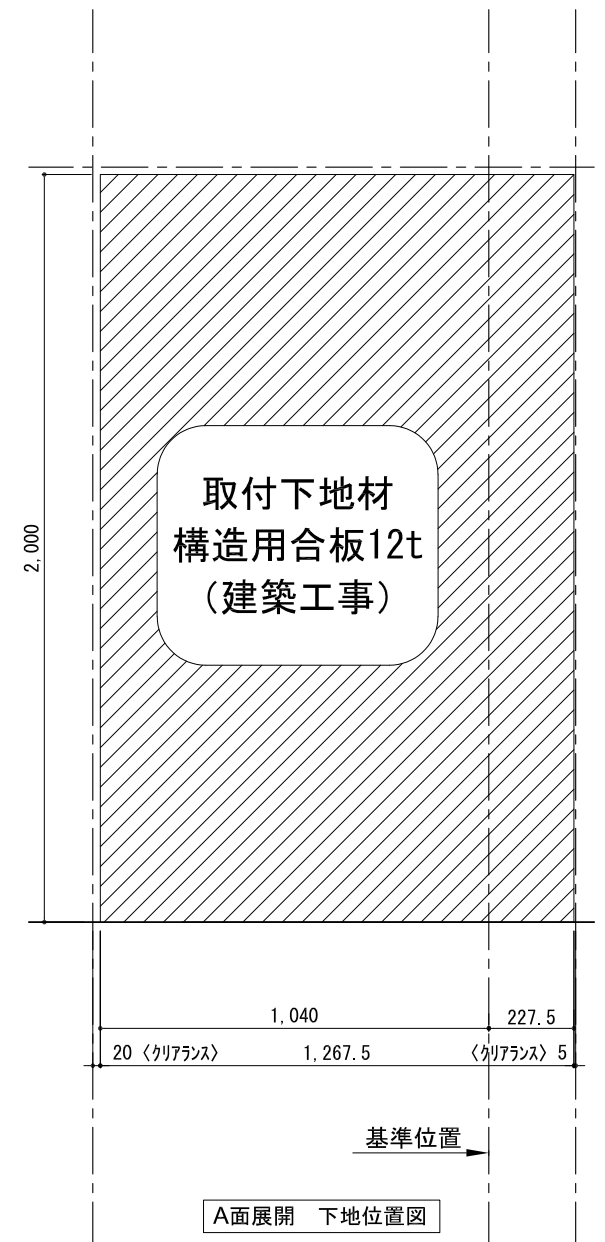 取付下地材
構造用合板12t
(建築工事)
2,000
1,040
227.5
20 〈クリアランス〉
1,267.5
〈クリアランス〉 5
基準位置
A面展開 下地位置図